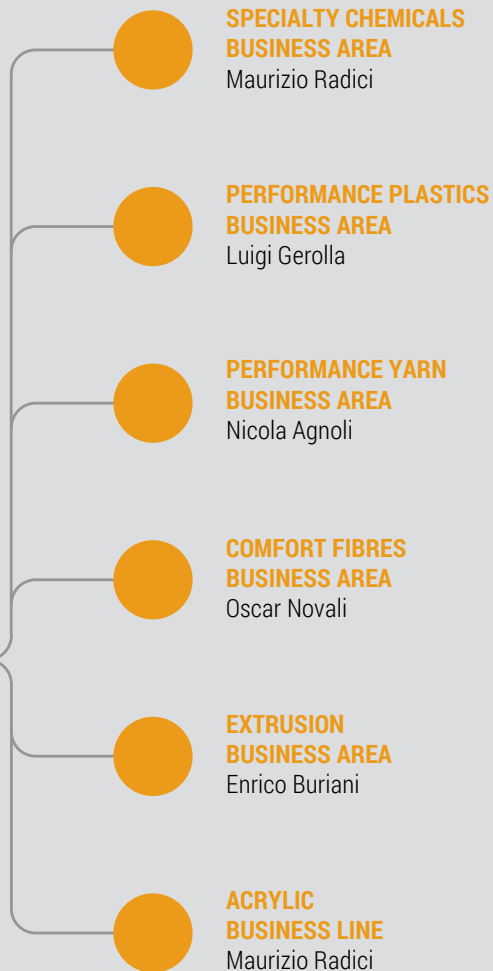 SPECIALTY CHEMICALS
BUSINESS AREA
Maurizio Radici
PERFORMANCE PLASTICS
BUSINESS AREA
Luigi Gerolla
PERFORMANCE YARN
BUSINESS AREA
Nicola Agnoli
COMFORT FIBRES
BUSINESS AREA
Oscar Novali
EXTRUSION
BUSINESS AREA
Enrico Buriani
ACRYLIC
BUSINESS LINE
Maurizio Radici